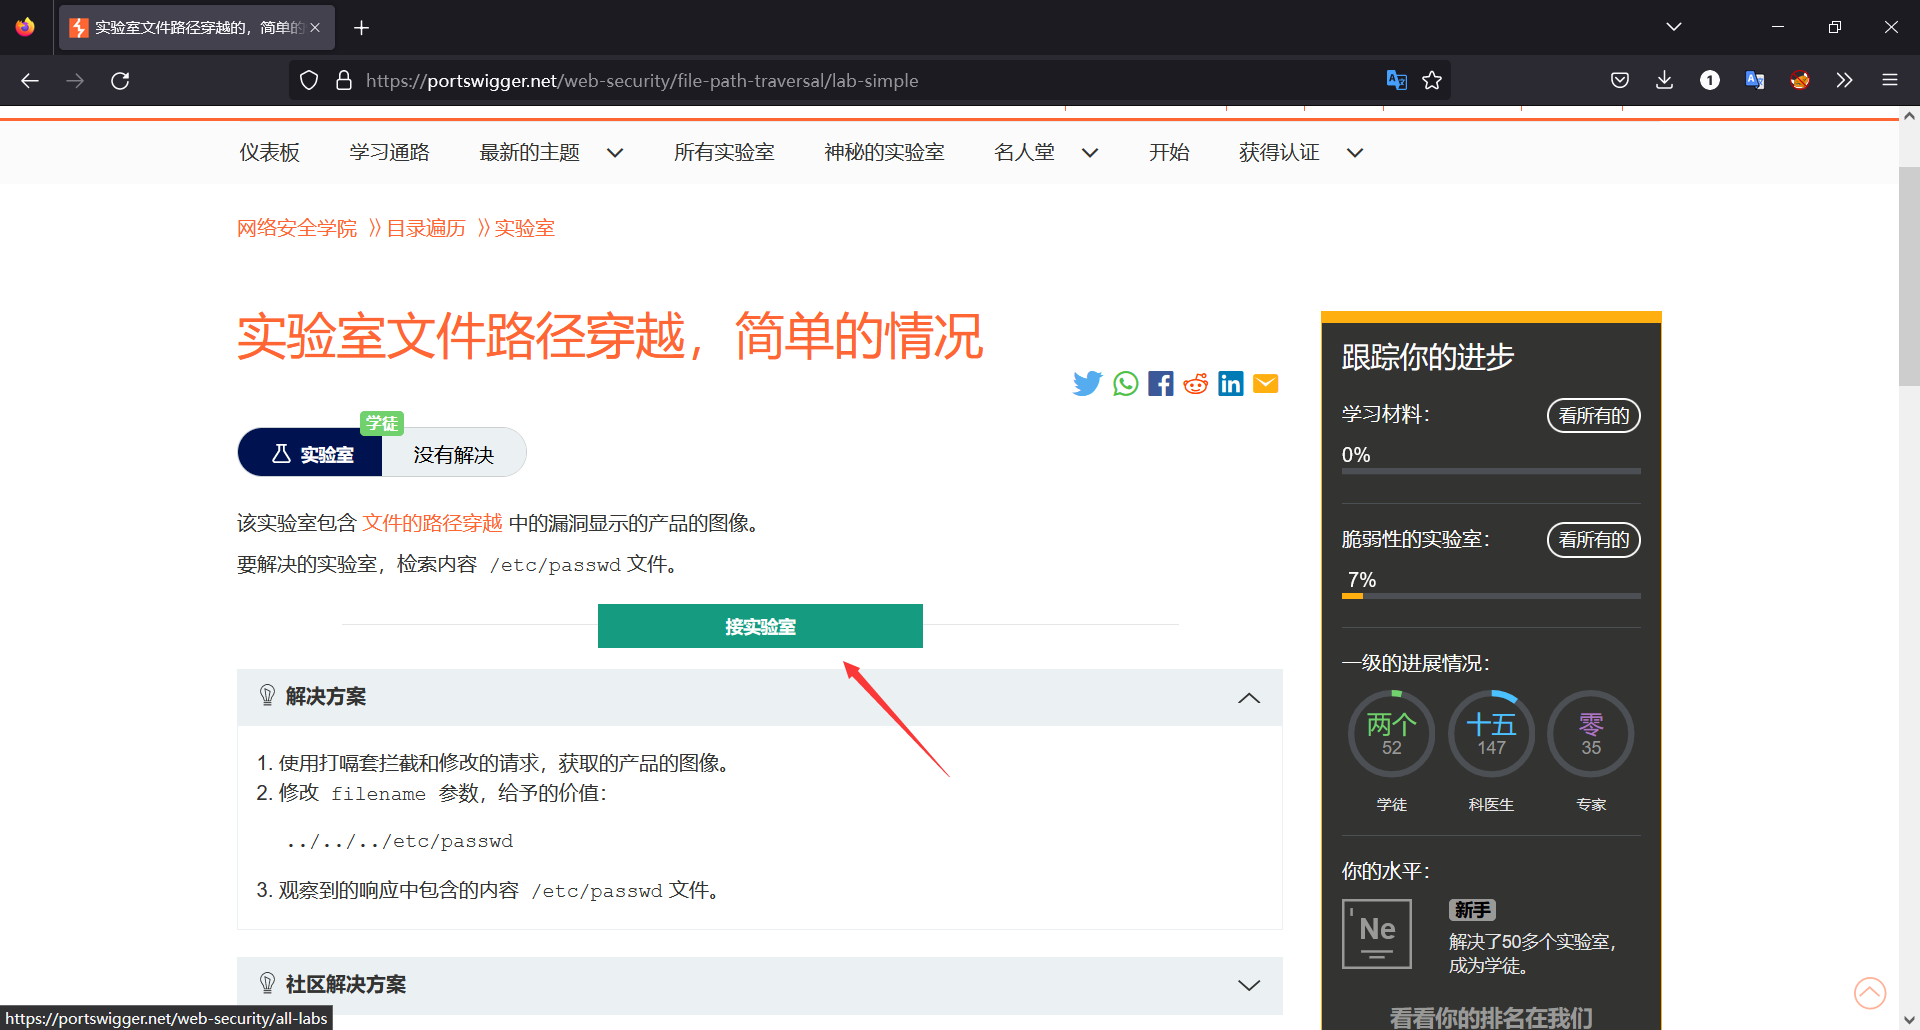 实验室文件路径穿越的，简单的
https://portswigger.net/web-security/file-path-traversal/lab-simple
仪表板 学习通路 最新的主题 所有实验室 神秘的实验室 名人堂 开始 获得认证
网络安全学院 》 目录遍历 》 实验室
实验室文件路径穿越，简单的情况
学徒
实验室 没有解决
该实验室包含 文件的路径穿越 中的漏洞显示的产品的图像。
要解决的实验室，检索内容 /etc/passwd 文件。
接实验室
解决方案
1. 使用打嗝套拦截和修改的请求，获取的产品的图像。
2. 修改 filename 参数，给予的价值：
../../../etc/passwd
3. 观察到的响应中包含的内容 /etc/passwd 文件。
社区解决方案
跟踪你的进步
学习材料： 看所有的
0%
脆弱性的实验室： 看所有的
7%
一级的进展情况：
两个 十五 零
52 147 35
学徒 科医生 专家
你的水平：
Ne
新手
解决了50多个实验室，
成为学徒。
看看你的排名在我们
https://portswigger.net/web-security/all-labs